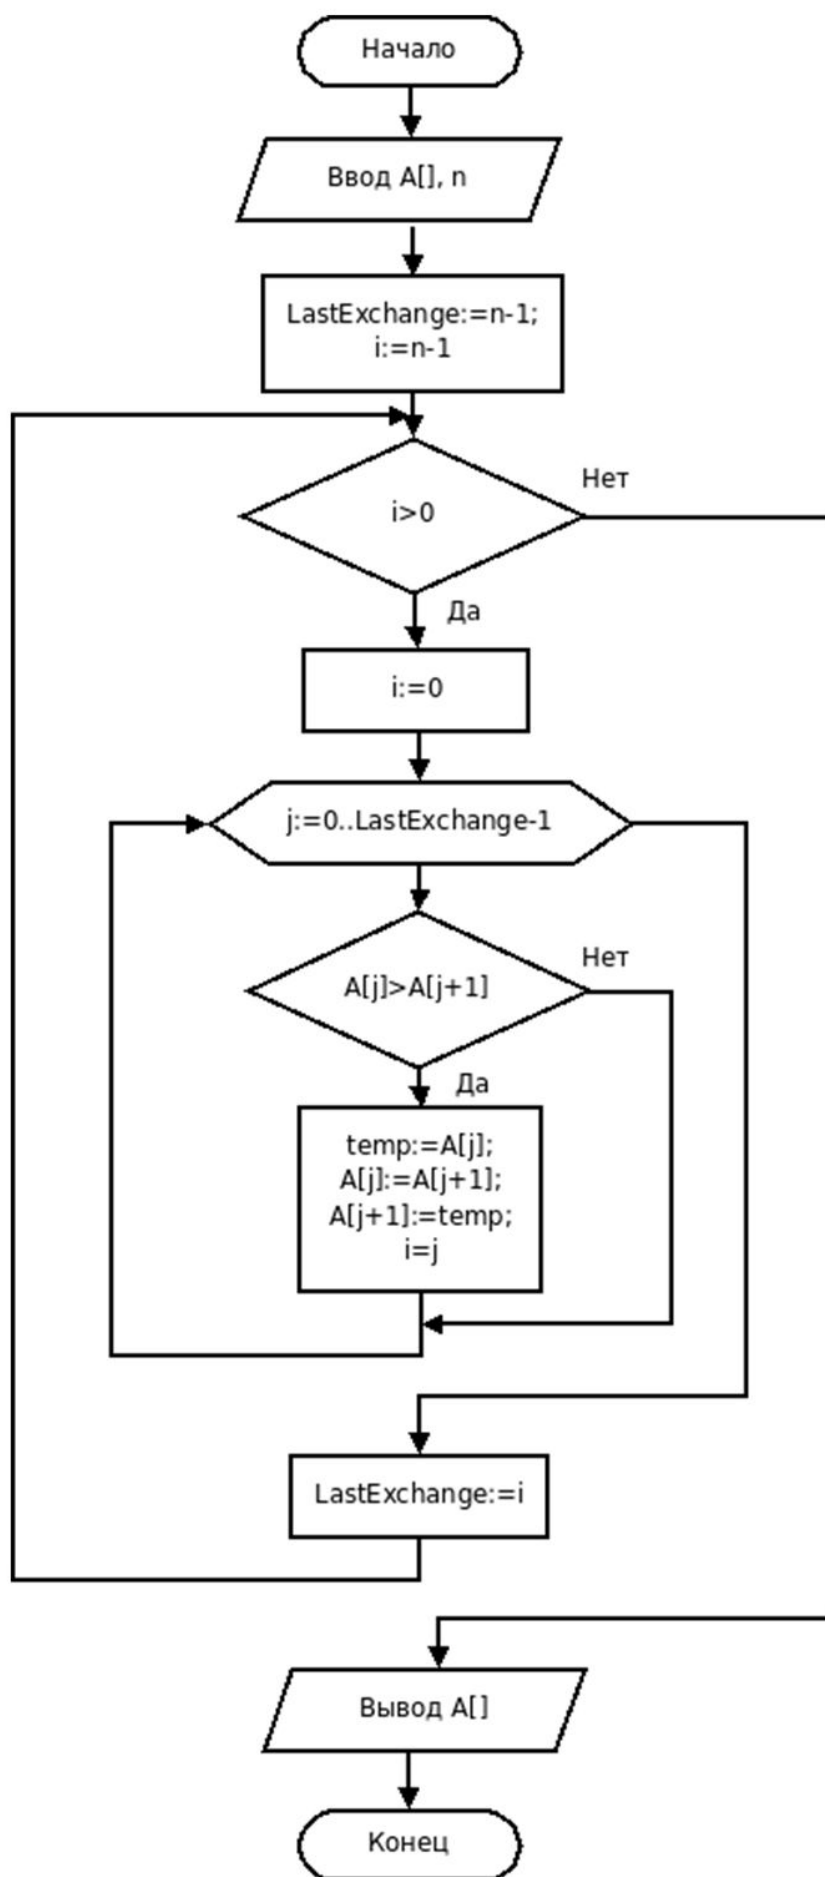 Начало
Ввод A[], n
LastExchange:=n-1;
i:=n-1
i>0
Нет
Да
i:=0
j:=0..LastExchange-1
A[j]>A[j+1]
Нет
Да
temp:=A[j];
A[j]:=A[j+1];
A[j+1]:=temp;
i=j
LastExchange:=i
Вывод A[]
Конец